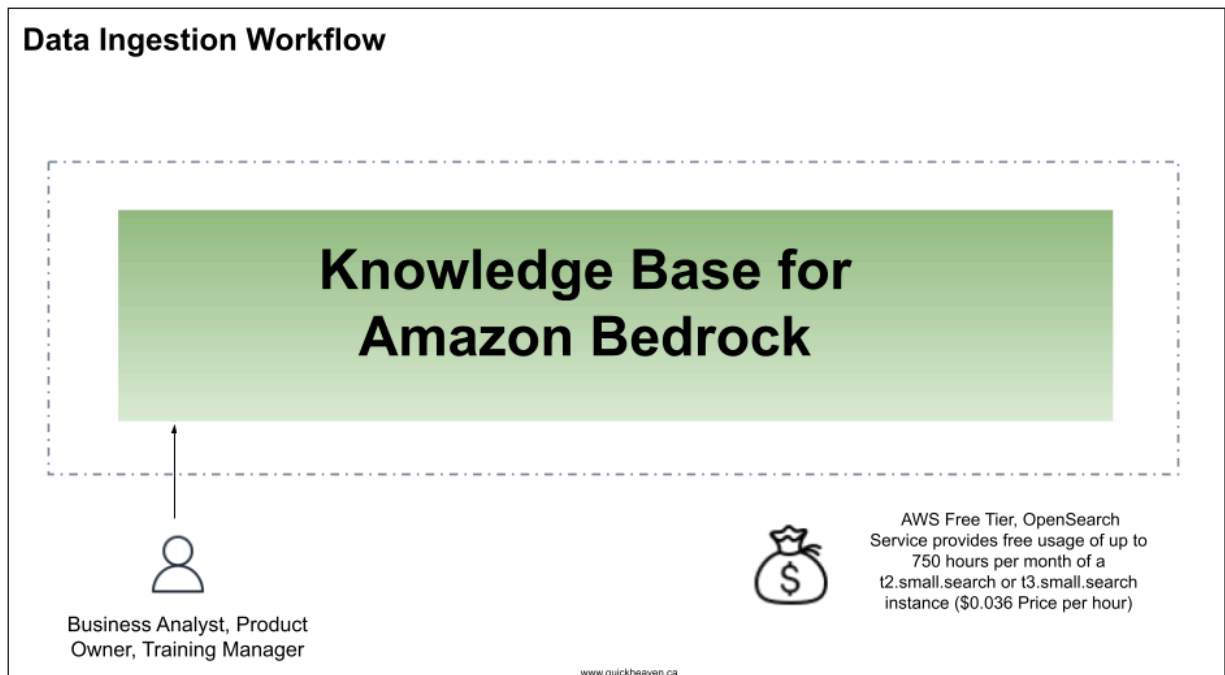 Data Ingestion Workflow
Knowledge Base for
Amazon Bedrock
Business Analyst, Product
Owner, Training Manager
$
AWS Free Tier, OpenSearch
Service provides free usage of up to
750 hours per month of a
t2.small.search or t3.small.search
instance ($0.036 Price per hour)
www.quickheaven.ca